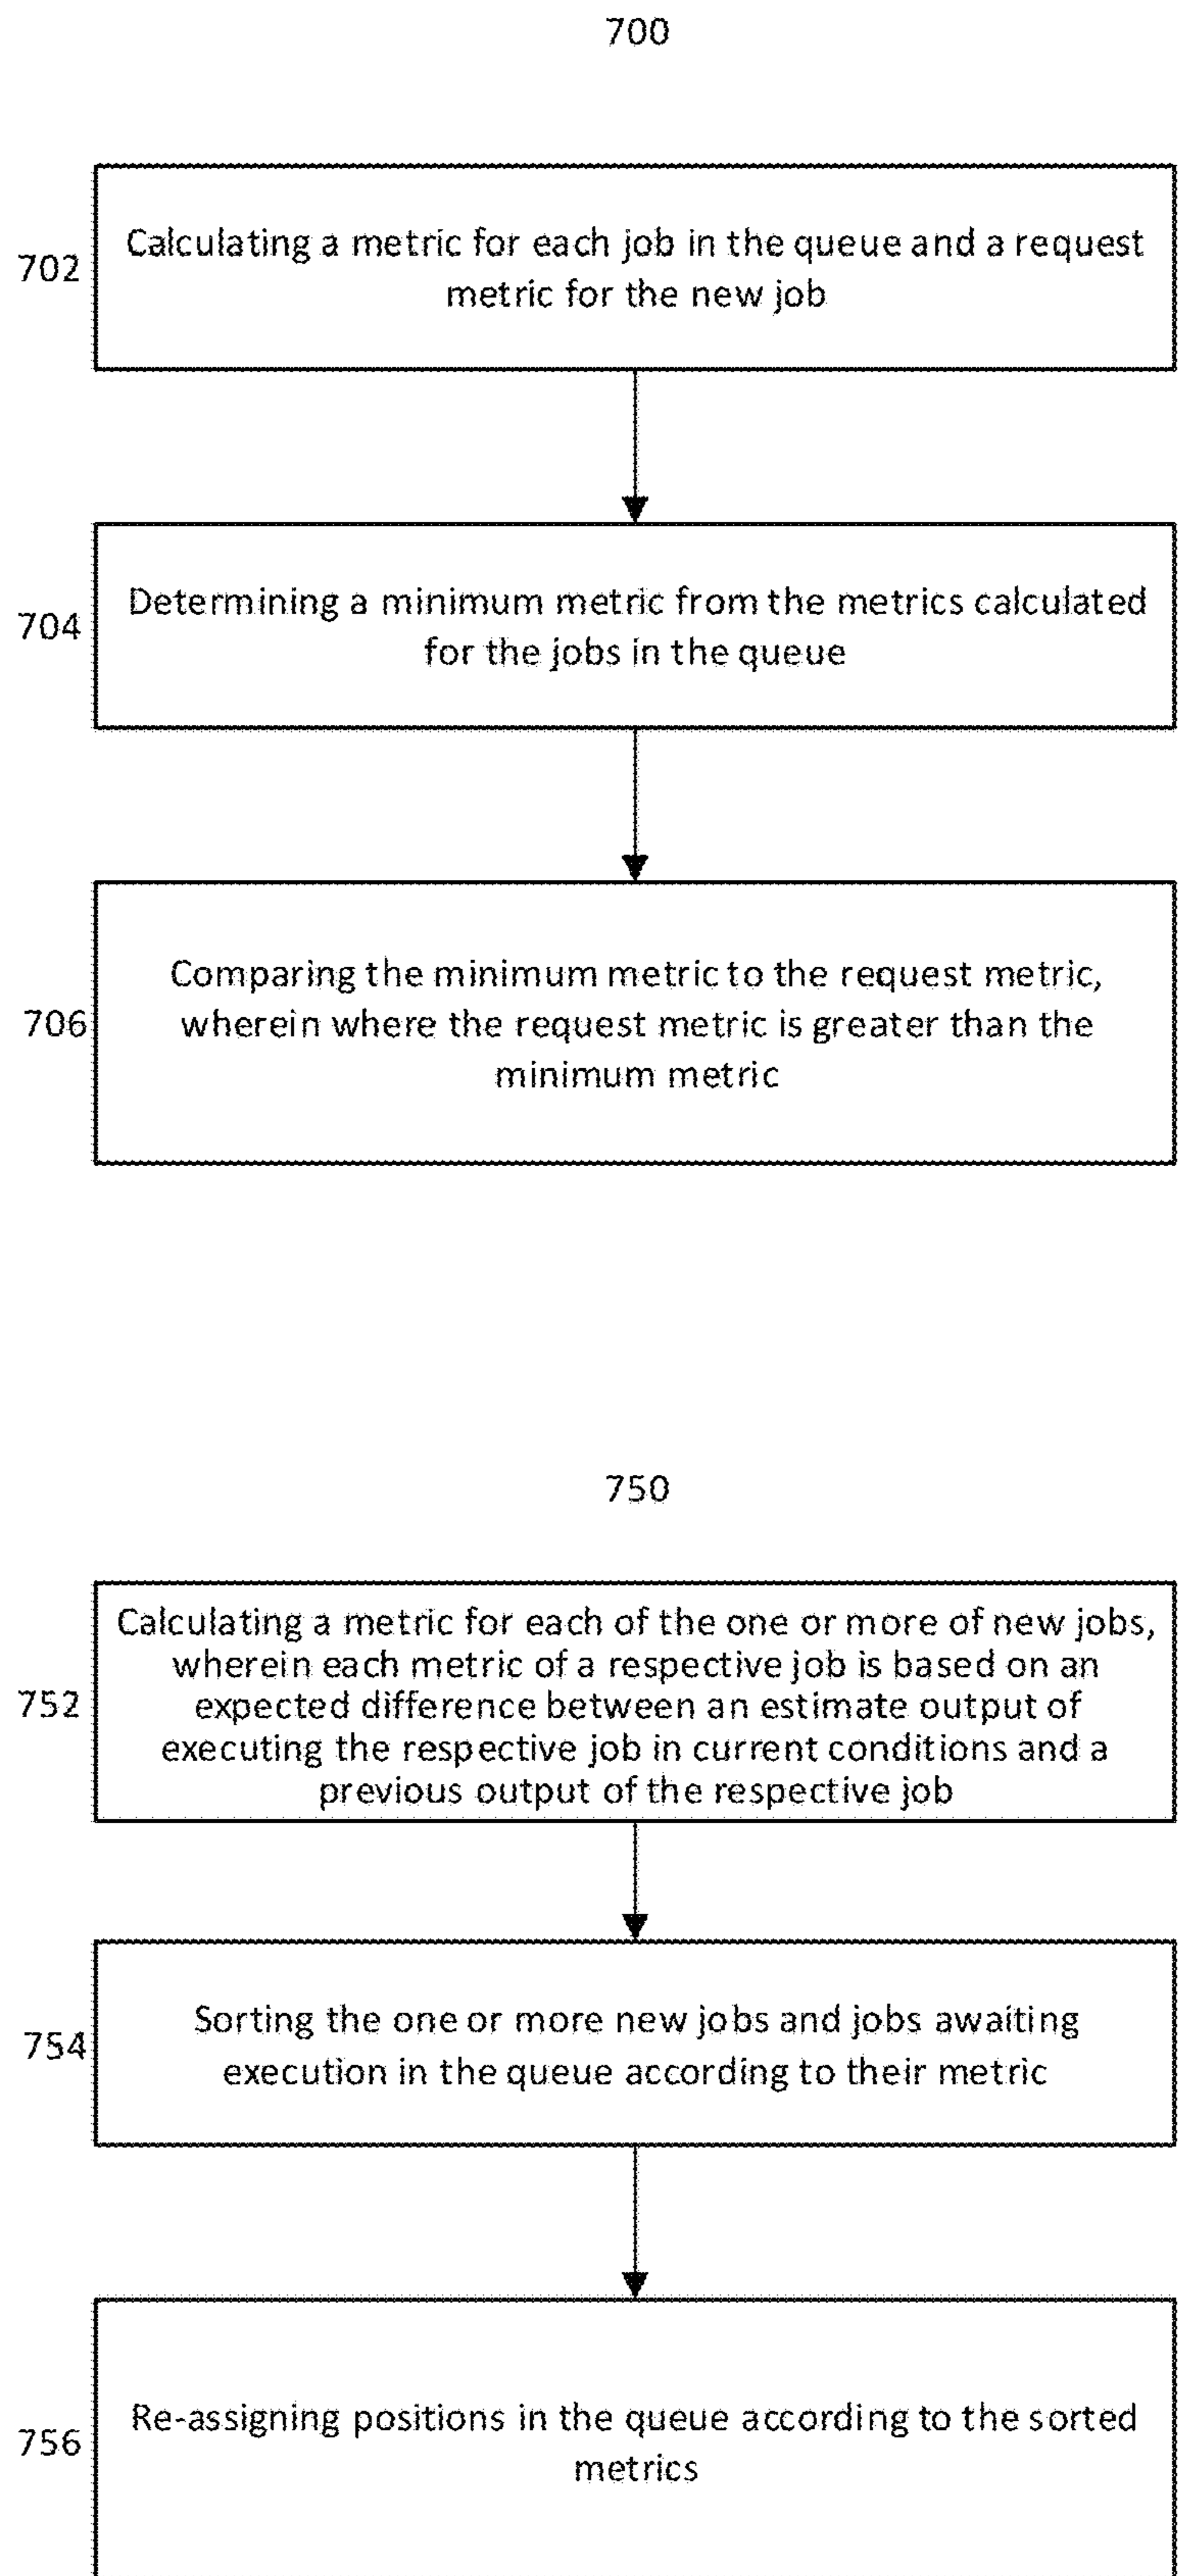 700
702
Calculating a metric for each job in the queue and a request
metric for the new job
704
Determining a minimum metric from the metrics calculated
for the jobs in the queue
706
Comparing the minimum metric to the request metric,
wherein where the request metric is greater than the
minimum metric
750
752
Calculating a metric for each of the one or more of new jobs,
wherein each metric of a respective job is based on an
expected difference between an estimate output of
executing the respective job in current conditions and a
previous output of the respective job
754
Sorting the one or more new jobs and jobs awaiting
execution in the queue according to their metric
756
Re-assigning positions in the queue according to the sorted
metrics